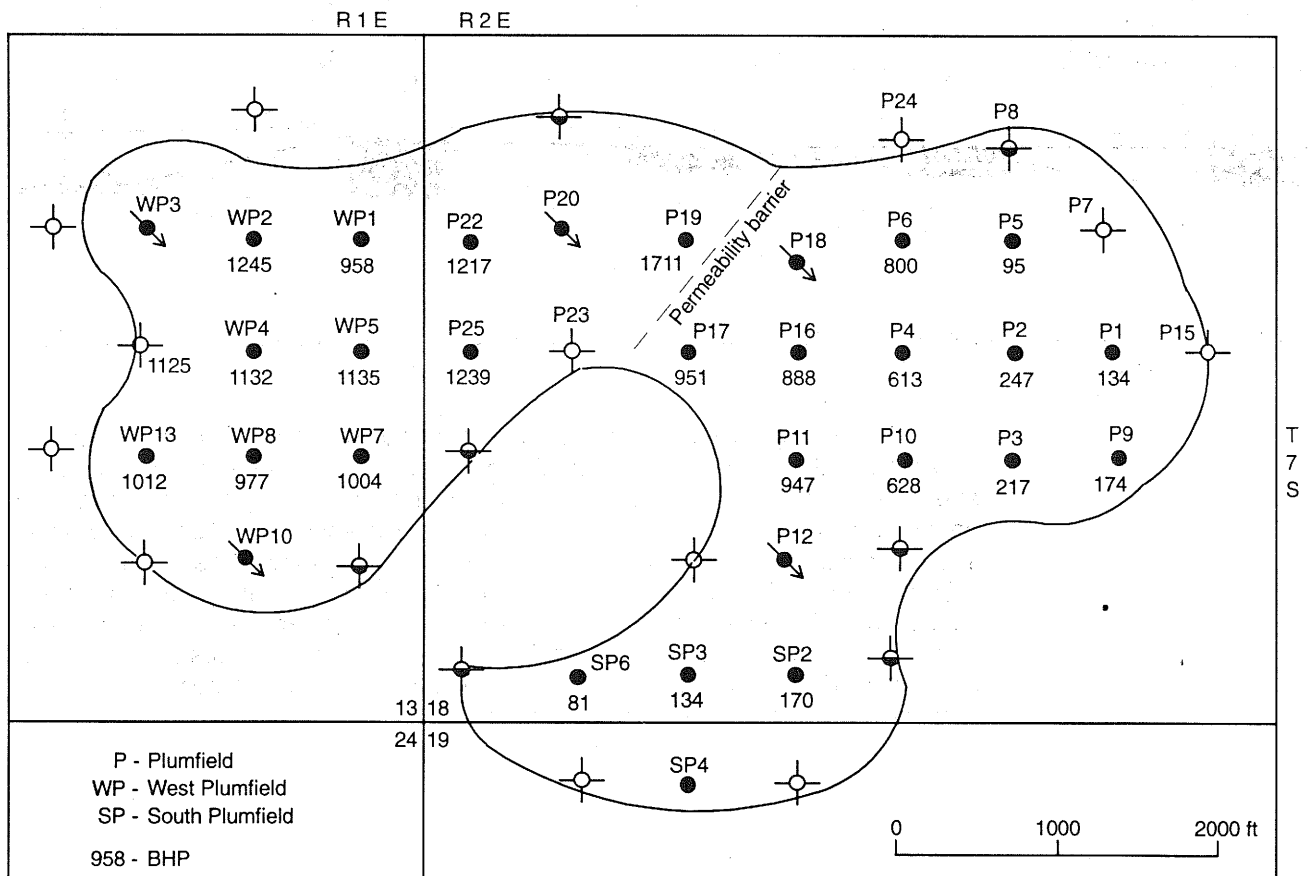 R 1 E R 2 E
P24 P8
WP3 WP2 WP1 P22 P20 P19 P18 P6 P5 P7
1245 958 1217 1711 800 95
Permeability barrier
WP4 WP5 P25 P23 P17 P16 P4 P2 P1 P15
1125 1132 1135 1239 951 888 613 247 134
WP13 WP8 WP7 P11 P10 P3 P9
1012 977 1004 947 628 217 174
T
7
S
WP10 P12
SP6 SP3 SP2
81 134 170
13 18
24 19
SP4
P - Plumfield
WP - West Plumfield
SP - South Plumfield
958 - BHP
0 1000 2000 ft